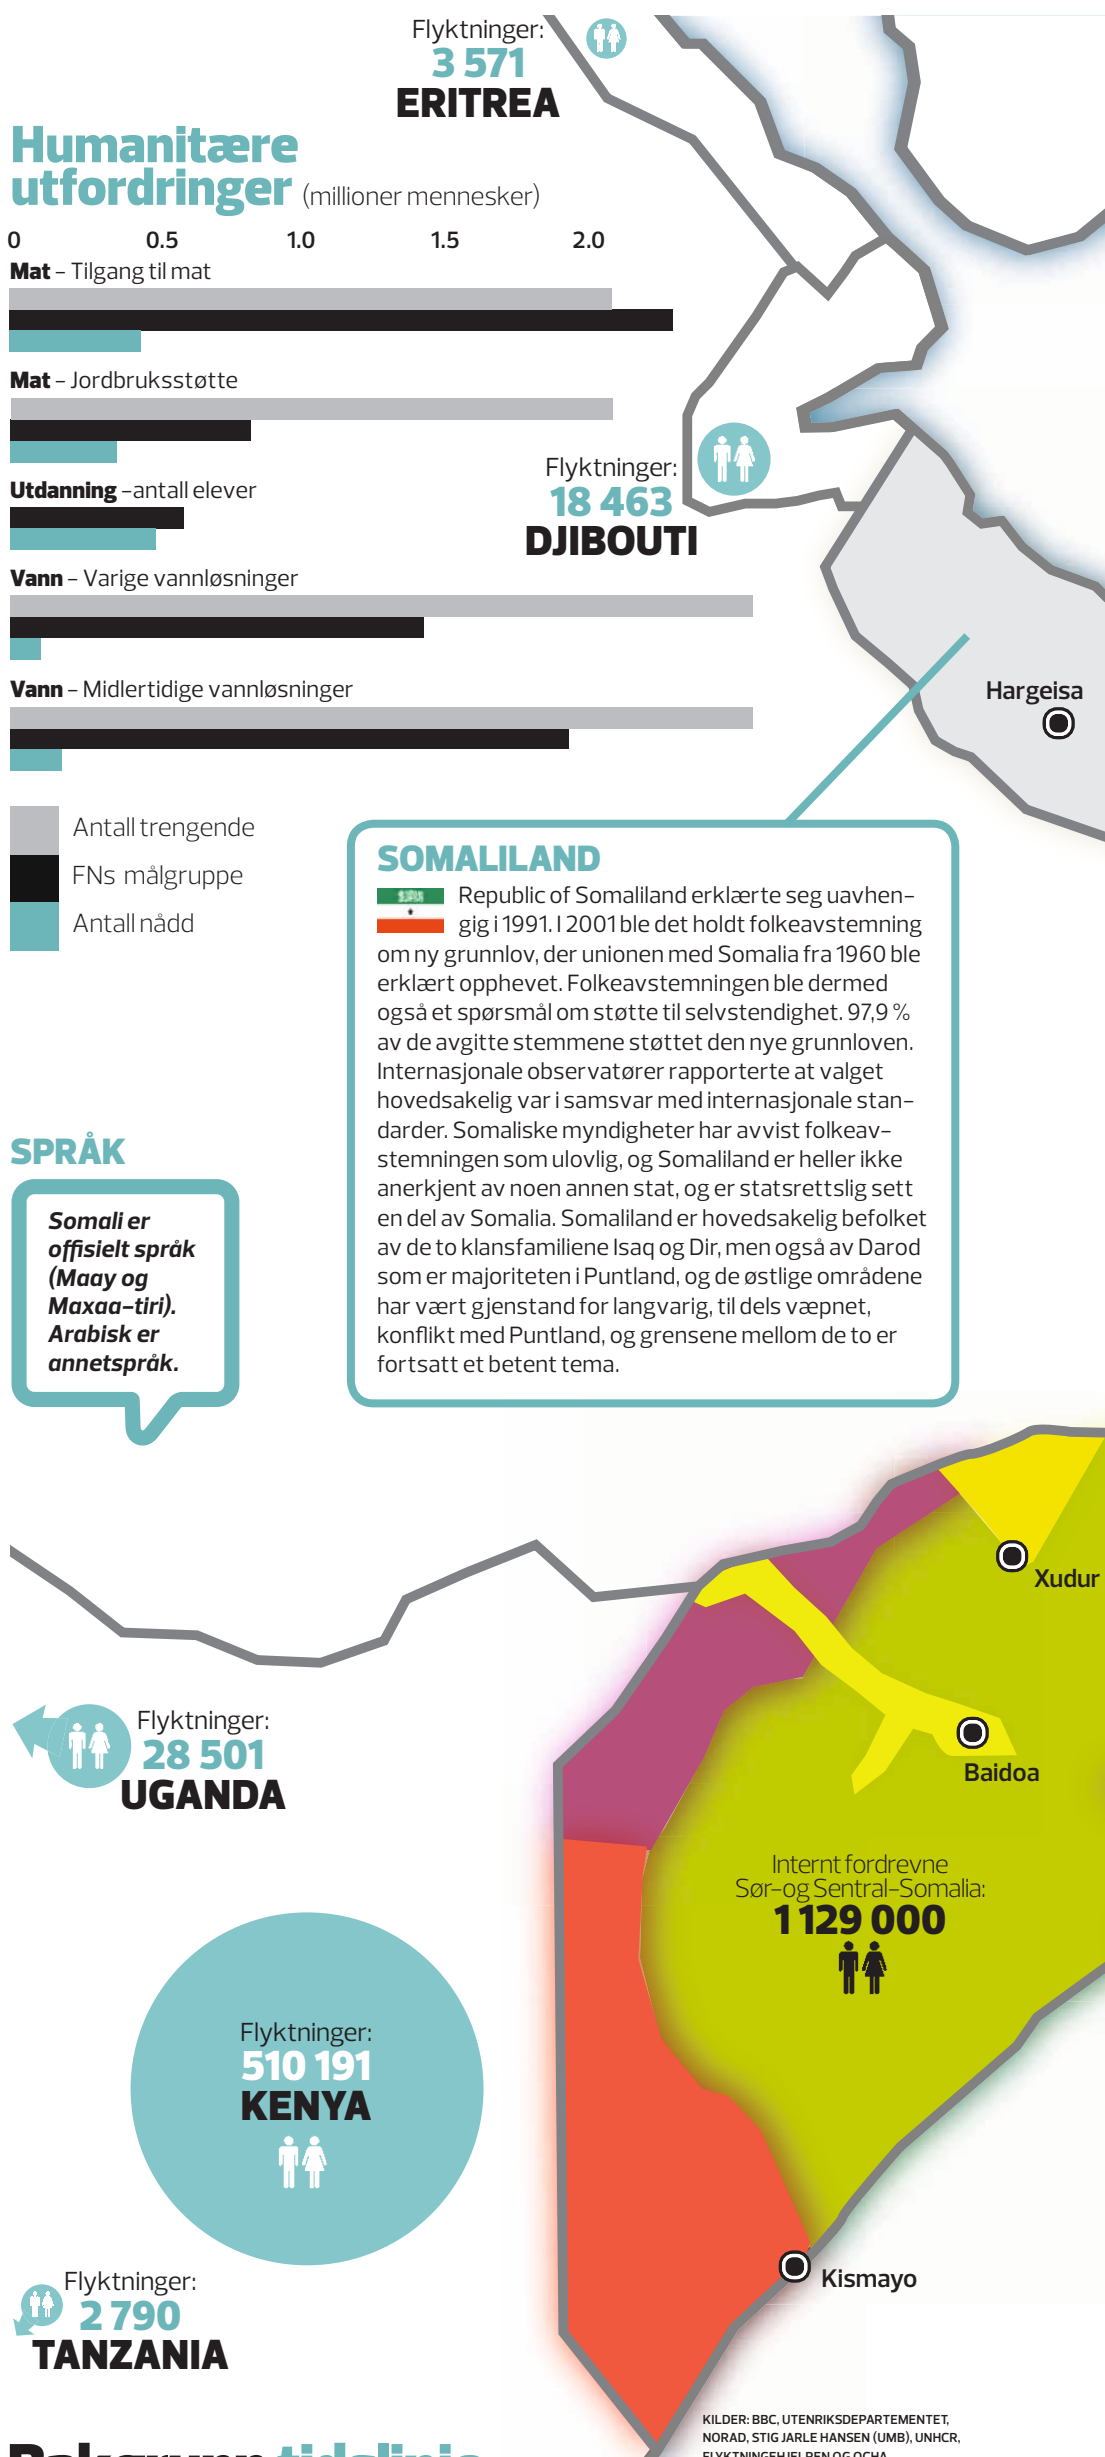 Flyktninger:
3 571
ERITREA
Humanitære
utfordringer (millioner mennesker)
0 0.5 1.0 1.5 2.0
Mat – Tilgang til mat
Mat – Jordbruksstøtte
Utdanning –antall elever
Vann – Varige vannløsninger
Vann – Midlertidige vannløsninger
Antall trengende
FNs målgruppe
Antall nådd
Flyktninger:
18 463
DJIBOUTI
Hargeisa
SOMALILAND
Republic of Somaliland erklærte seg uavhen–
gig i 1991. I 2001 ble det holdt folkeavstemning
om ny grunnlov, der unionen med Somalia fra 1960 ble
erklært opphevet. Folkeavstemningen ble dermed
også et spørsmål om støtte til selvstendighet. 97,9 %
av de avgitte stemmene støttet den nye grunnloven.
Internasjonale observatører rapporterte at valget
hovedsakelig var i samsvar med internasjonale stan–
darder. Somaliske myndigheter har avvist folkeav–
stemningen som ulovlig, og Somaliland er heller ikke
anerkjent av noen annen stat, og er statsrettslig sett
en del av Somalia. Somaliland er hovedsakelig befolket
av de to klansfamiliene Isaq og Dir, men også av Darod
som er majoriteten i Puntland, og de østlige områdene
har vært gjenstand for langvarig, til dels væpnet,
konflikt med Puntland, og grensene mellom de to er
fortsatt et betent tema.
SPRÅK
Somali er
offisielt språk
(Maay og
Maxaa–tiri).
Arabisk er
annetspråk.
Xudur
Baidoa
Flyktninger:
28 501
UGANDA
Internt fordrevne
Sør–og Sentral–Somalia:
1 129 000
Flyktninger:
510 191
KENYA
Kismayo
Flyktninger:
2 790
TANZANIA
KILDER: BBC, UTENRIKSDEPARTEMENTET,
NORAD, STIG JARLE HANSEN (UMB), UNHCR,
FLYKTNINGEHJELPEN OG OCHA
Bakgrunn tidslinje